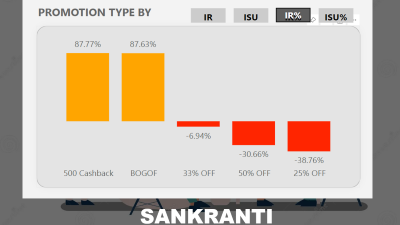 PROMOTION TYPE BY
IR ISU IR% ISU%
87.77% 87.63%
-6.94% -30.66% -38.76%
500 Cashback BOGOF 33% OFF 50% OFF 25% OFF
SANKRANTI